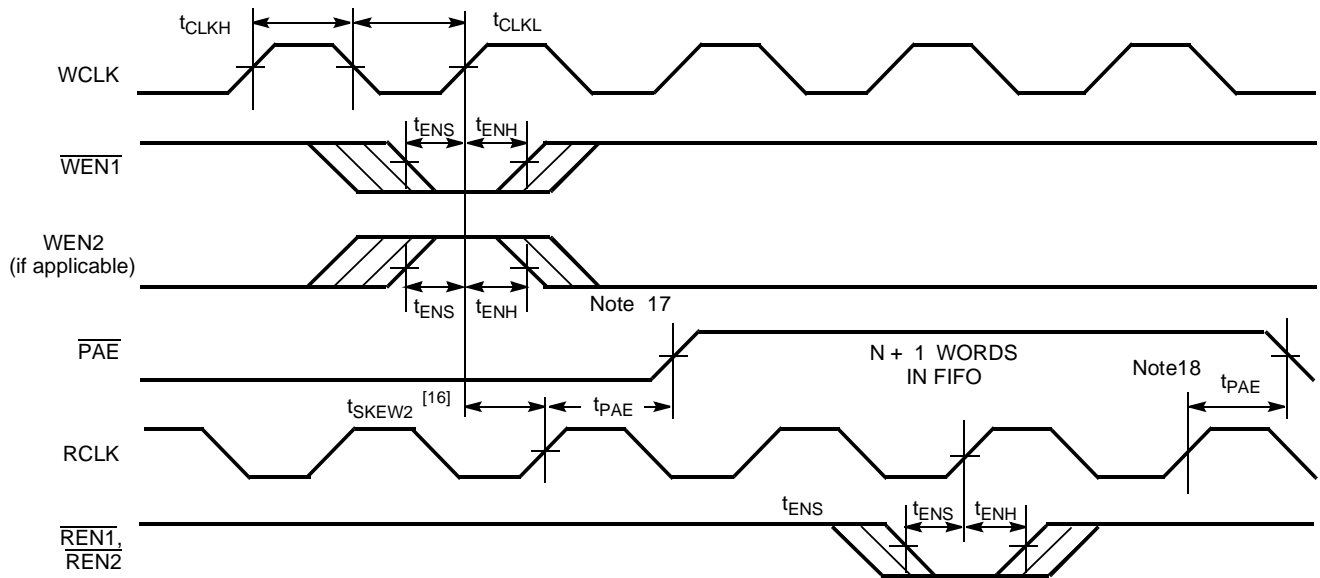 tCLKH
tCLKL
WCLK
tENS
tENH
WEN1
WEN2
(if applicable)
tENS
tENH
Note 17
PAE
N + 1 WORDS
IN FIFO
Note18
tPAE
tSKEW2 [16]
tPAE
RCLK
tENS
tENS
tENH
REN1,
REN2